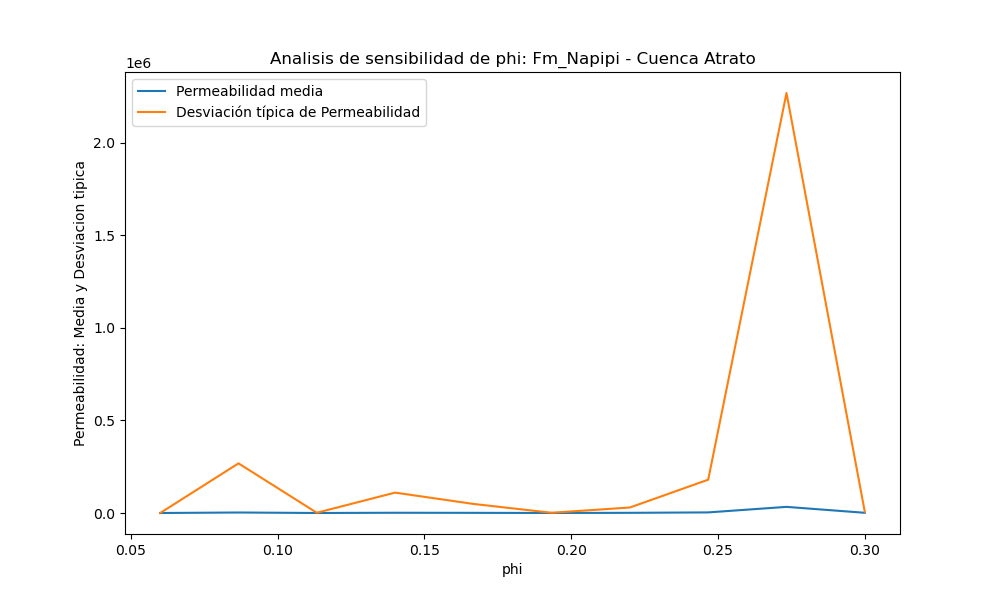 Analisis de sensibilidad de phi: Fm_Napipi - Cuenca Atrato
1e6
Permeabilidad media
Desviación típica de Permeabilidad
Permeabilidad: Media y Desviacion tipica
2.0
1.5
1.0
0.5
0.0
0.05
0.10
0.15
0.20
0.25
0.30
phi